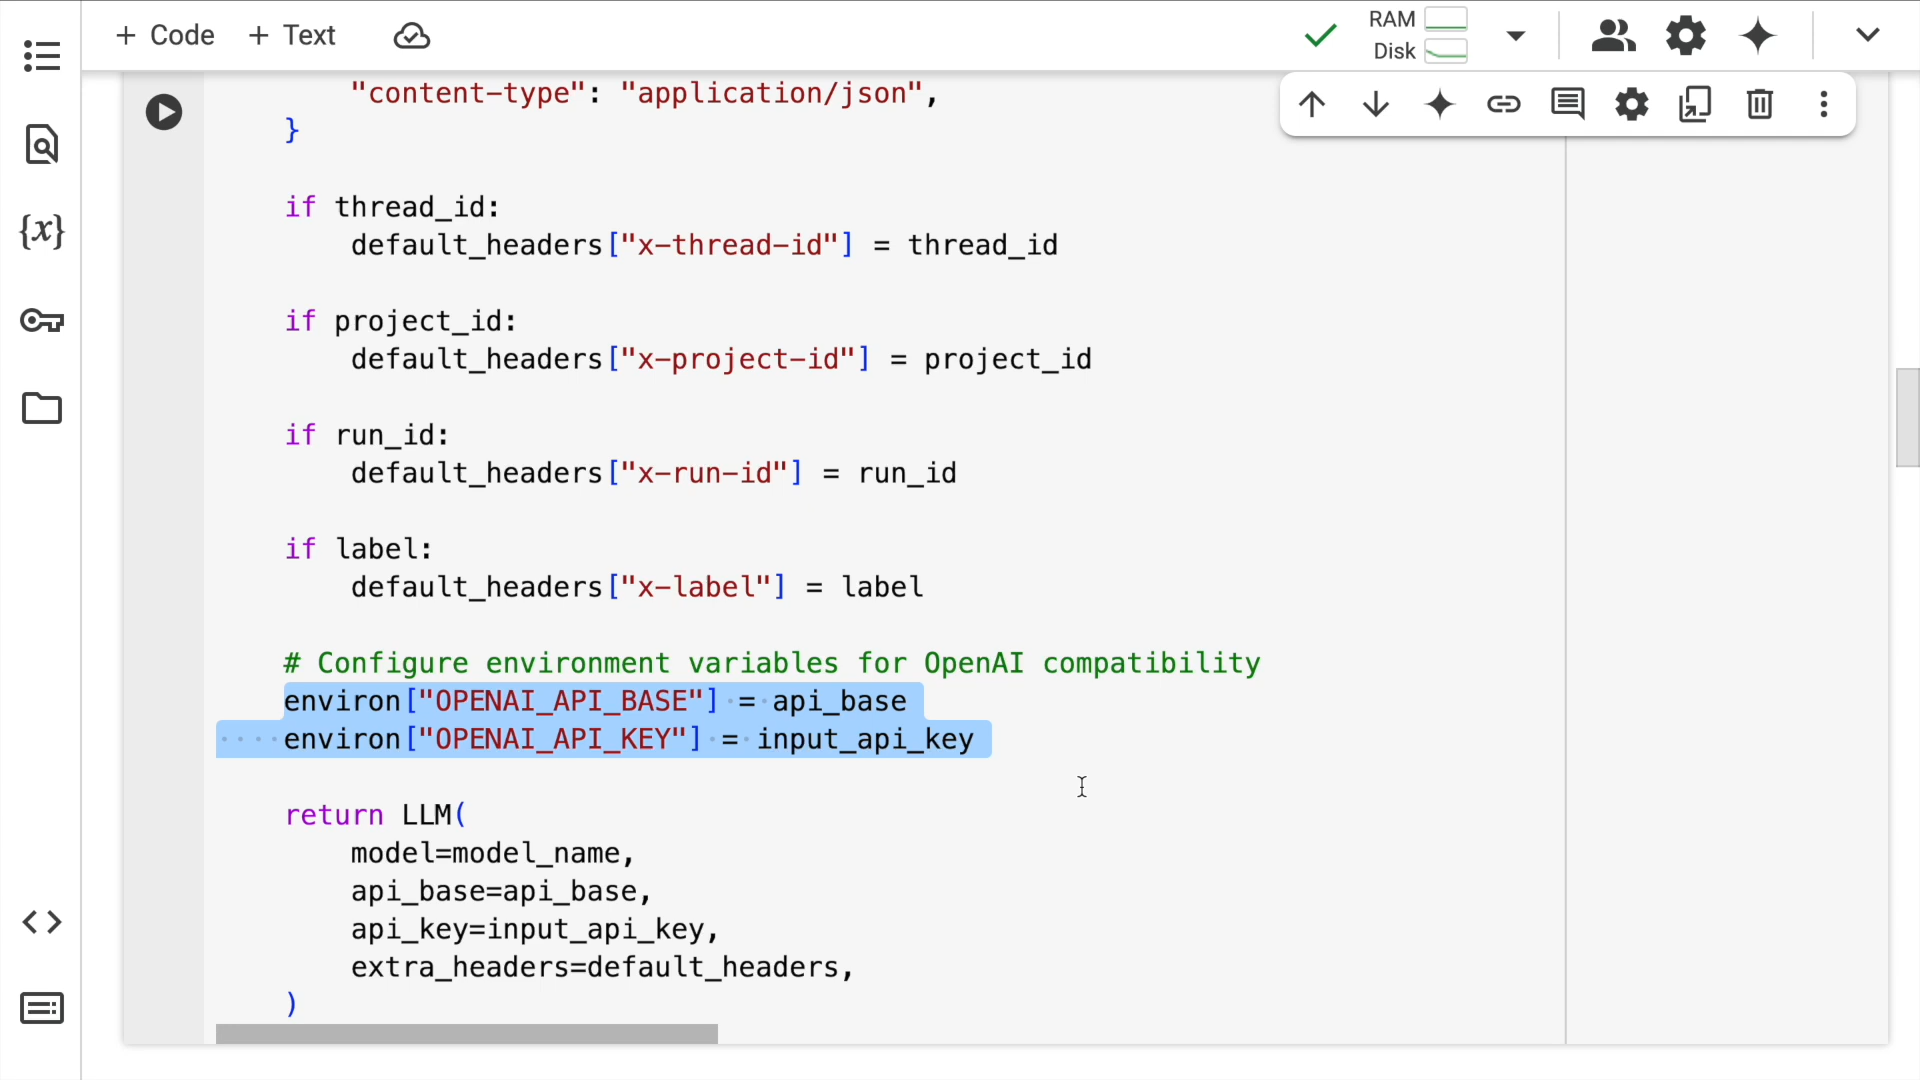 + Code + Text
RAM
Disk
"content-type": "application/json",
}
if thread_id:
default_headers["x-thread-id"] = thread_id
if project_id:
default_headers["x-project-id"] = project_id
if run_id:
default_headers["x-run-id"] = run_id
if label:
default_headers["x-label"] = label
# Configure environment variables for OpenAI compatibility
environ["OPENAI_API_BASE"] = api_base
environ["OPENAI_API_KEY"] = input_api_key
return LLM(
model=model_name,
api_base=api_base,
api_key=input_api_key,
extra_headers=default_headers,
)
{x}